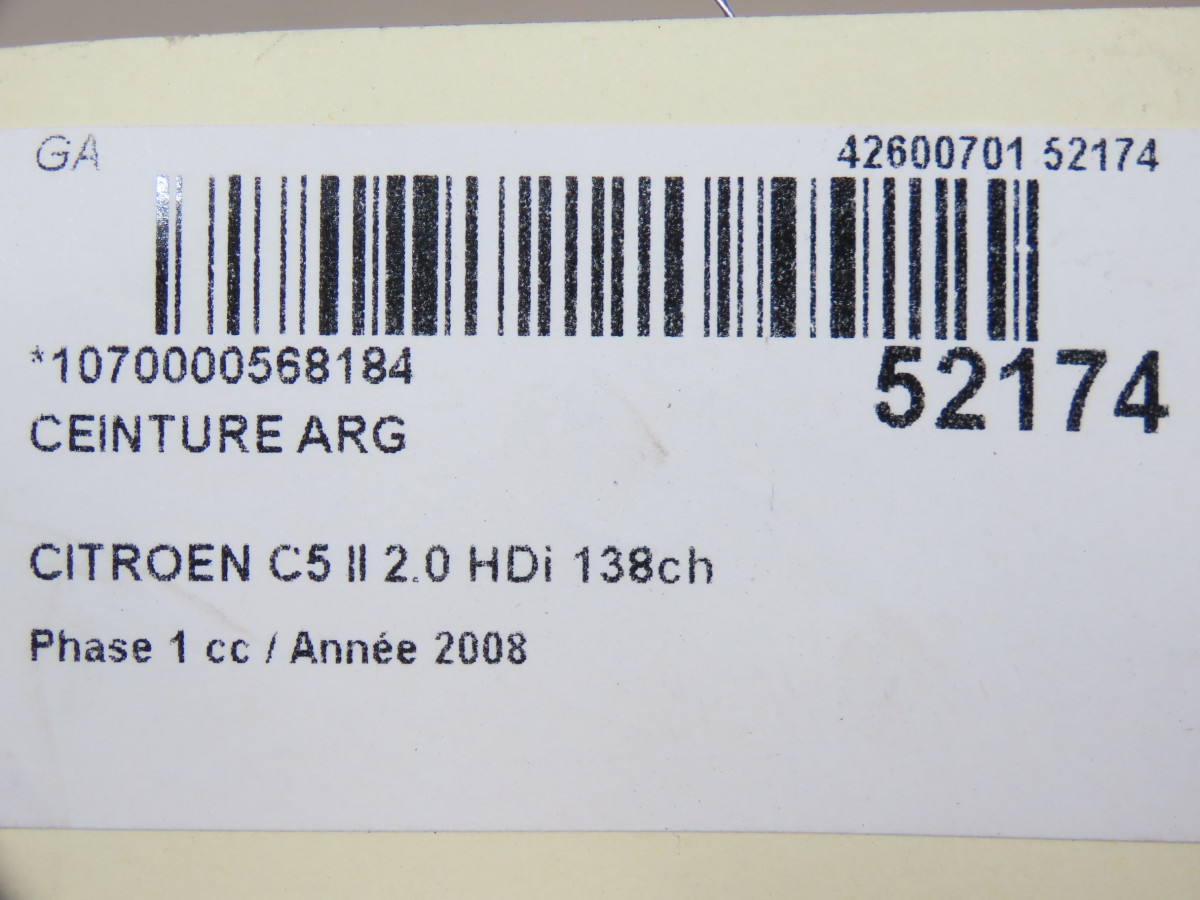 GA
42600701 52174
*1070000568184
52174
CEINTURE ARG
CITROEN C5 II 2.0 HDi 138ch
Phase 1 cc / Année 2008